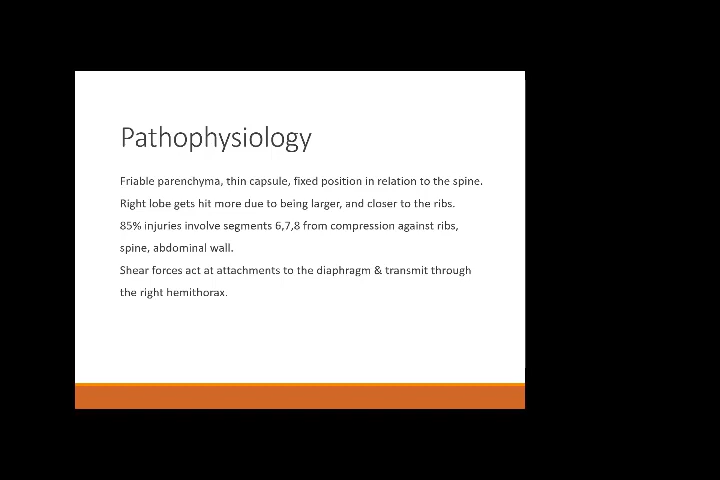 Pathophysiology
Friable parenchyma, thin capsule, fixed position in relation to the spine.
Right lobe gets hit more due to being larger, and closer to the ribs.
85% injuries involve segments 6,7,8 from compression against ribs,
spine, abdominal wall.
Shear forces act at attachments to the diaphragm & transmit through
the right hemithorax.